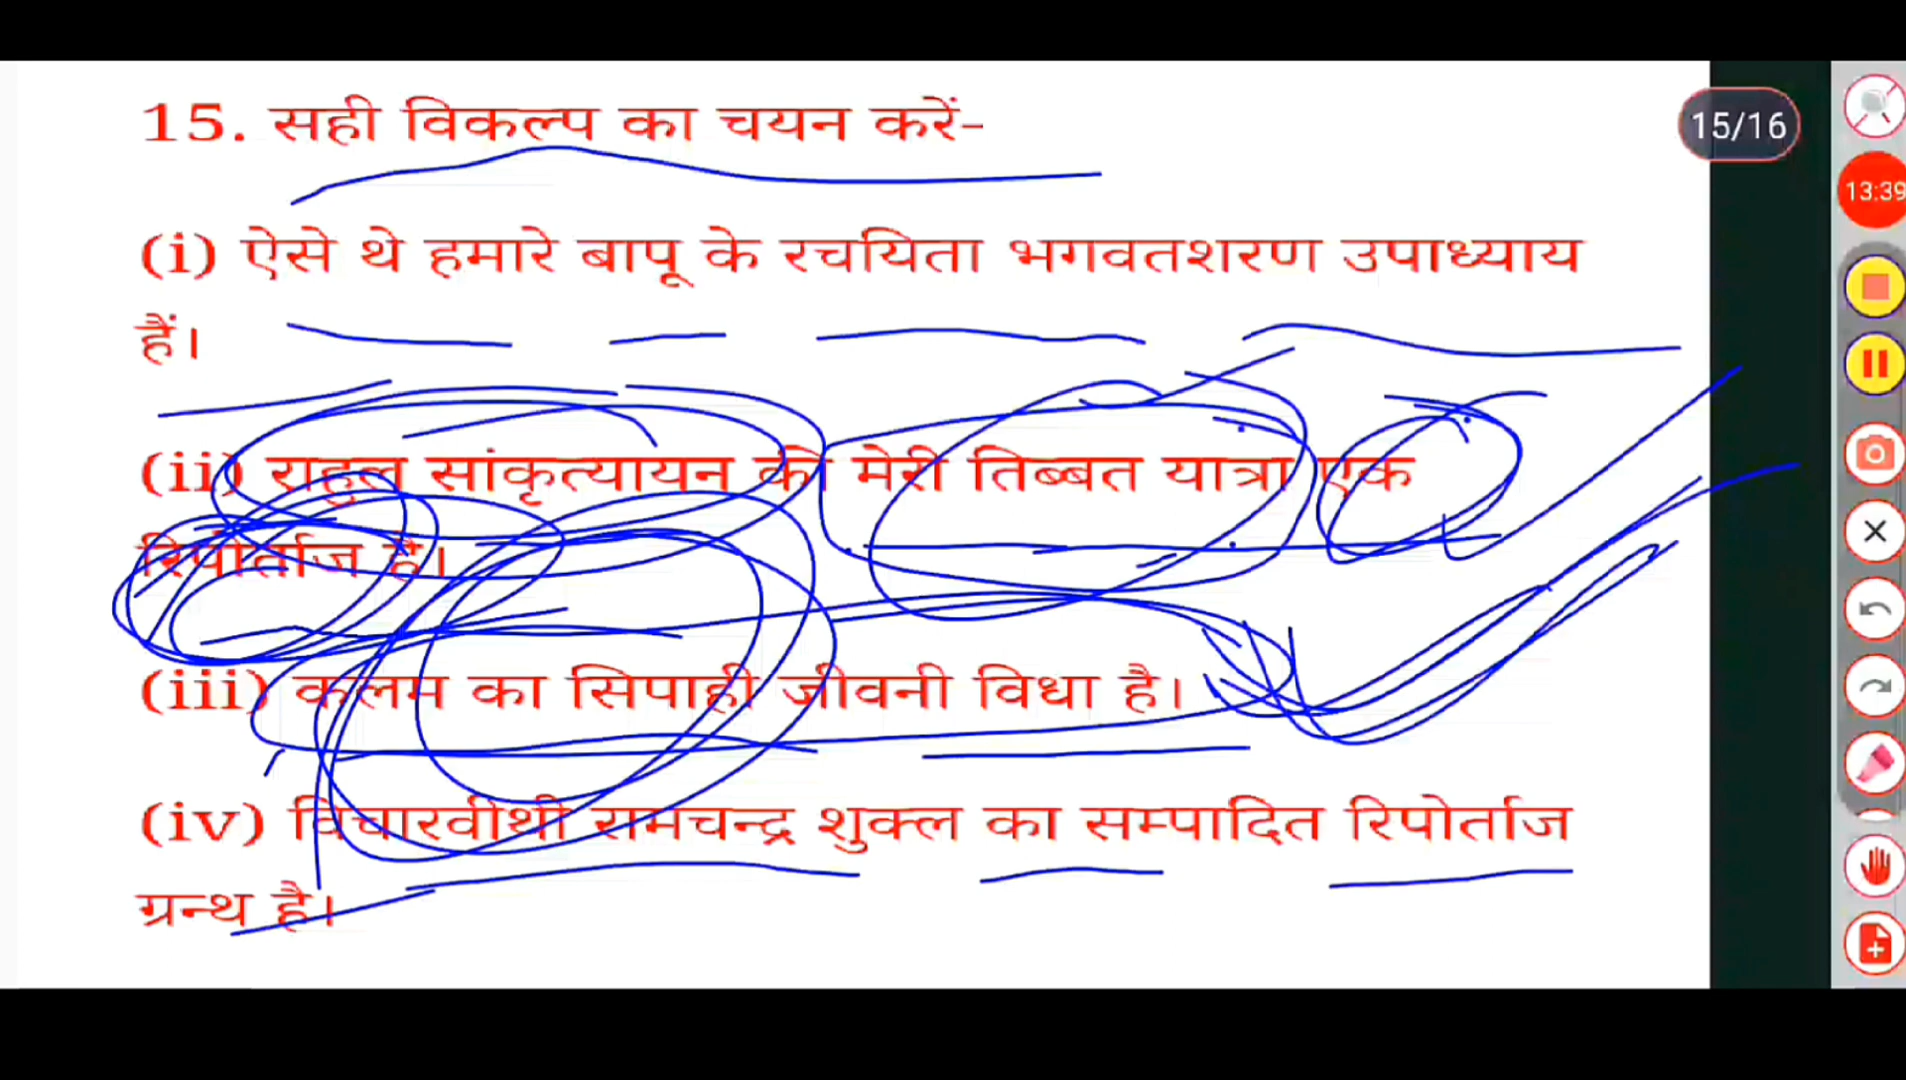 15. सही विकल्प का चयन करें-
15/16
13:39
(i) ऐसे थे हमारे बापू के रचयिता भगवतशरण उपाध्याय
हैं।
(ii) राहुल सांकृत्यायन की मेरी तिब्बत यात्रा एक
रिपोर्ताज है।
(iii) कलम का सिपाही जीवनी विधा है।
(iv) विचारवीथी रामचन्द्र शुक्ल का सम्पादित रिपोर्ताज
ग्रन्थ है।